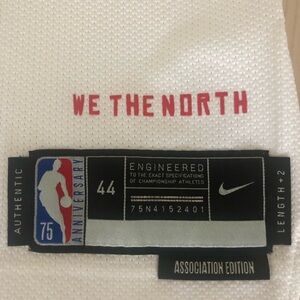 WE THE NORTH
AUTHENTIC
75
ANNIVERSARY
44
ENGINEERED
TO THE EXACT SPECIFICATIONS
OF CHAMPIONSHIP ATHLETES
75N4152401
LENGTH +2
ASSOCIATION EDITION